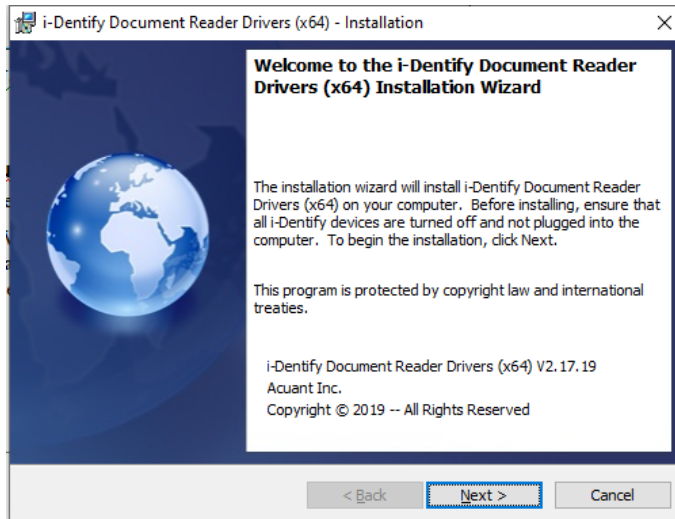 i-Dentify Document Reader Drivers (x64) - Installation
Welcome to the i-Dentify Document Reader
Drivers (x64) Installation Wizard
The installation wizard will install i-Dentify Document Reader
Drivers (x64) on your computer. Before installing, ensure that
all i-Dentify devices are turned off and not plugged into the
computer. To begin the installation, click Next.
This program is protected by copyright law and international
treaties.
i-Dentify Document Reader Drivers (x64) V2.17.19
Acuant Inc.
Copyright © 2019 -- All Rights Reserved
< Back Next > Cancel